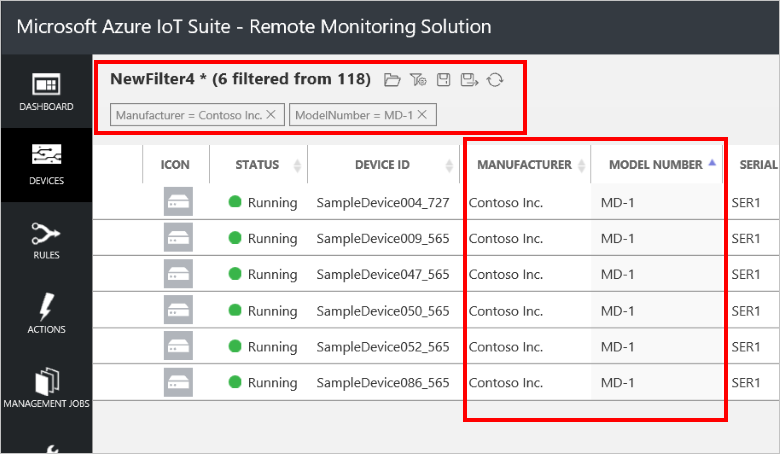 Microsoft Azure IoT Suite - Remote Monitoring Solution
NewFilter4 * (6 filtered from 118)
Manufacturer = Contoso Inc. ModelNumber = MD-1
DASHBOARD
DEVICES
RULES
ACTIONS
MANAGEMENT JOBS
ICON STATUS DEVICE ID MANUFACTURER MODEL NUMBER SERIAL
Running SampleDevice004_727 Contoso Inc. MD-1 SER1
Running SampleDevice009_565 Contoso Inc. MD-1 SER1
Running SampleDevice047_565 Contoso Inc. MD-1 SER1
Running SampleDevice050_565 Contoso Inc. MD-1 SER1
Running SampleDevice052_565 Contoso Inc. MD-1 SER1
Running SampleDevice086_565 Contoso Inc. MD-1 SER1